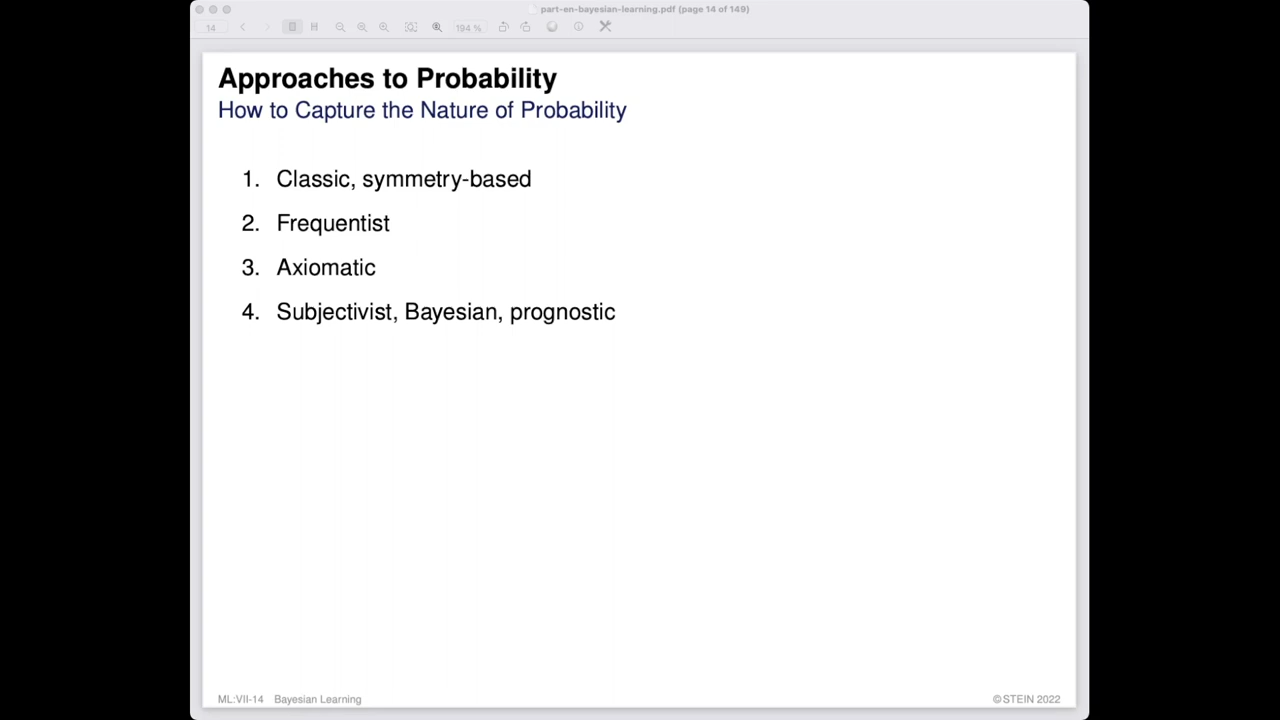 part-en-bayesian-learning.pdf (page 14 of 149)
14
194 %
Approaches to Probability
How to Capture the Nature of Probability
1. Classic, symmetry-based
2. Frequentist
3. Axiomatic
4. Subjectivist, Bayesian, prognostic
ML:VII-14 Bayesian Learning
©STEIN 2022